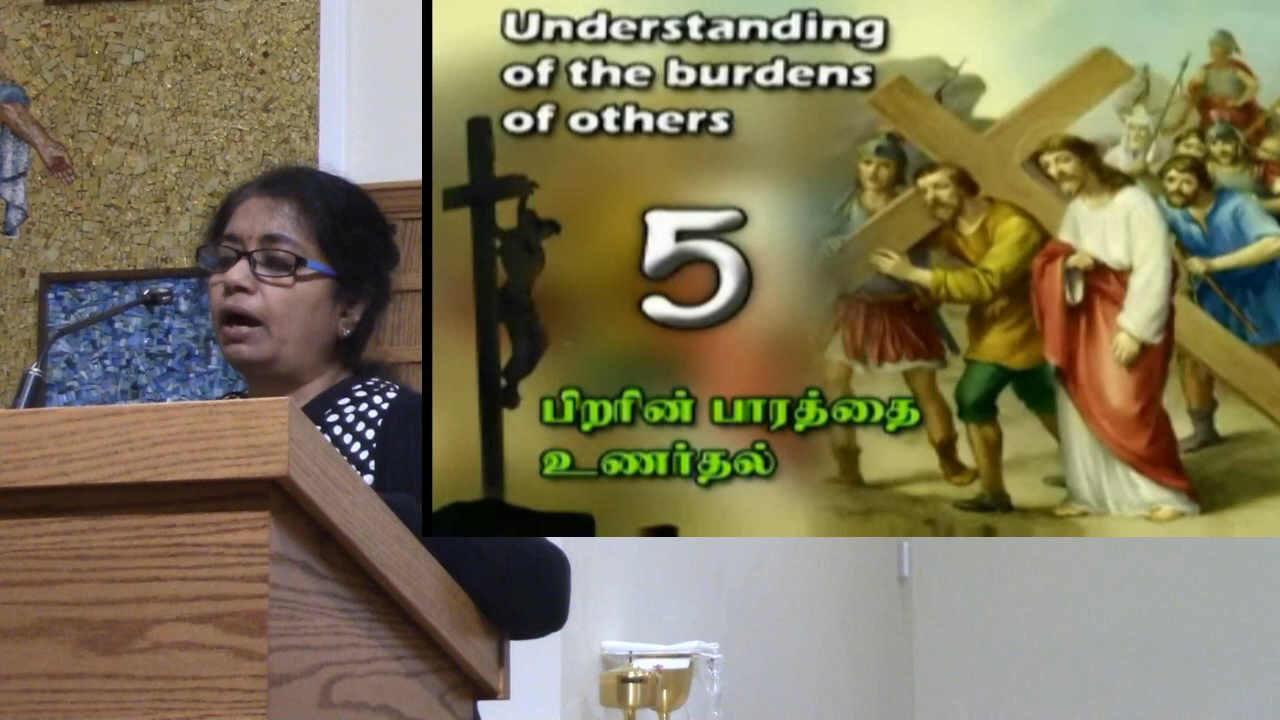 Understanding
of the burdens
of others
5
பிறரின் பாரத்தை
உணர்தல்